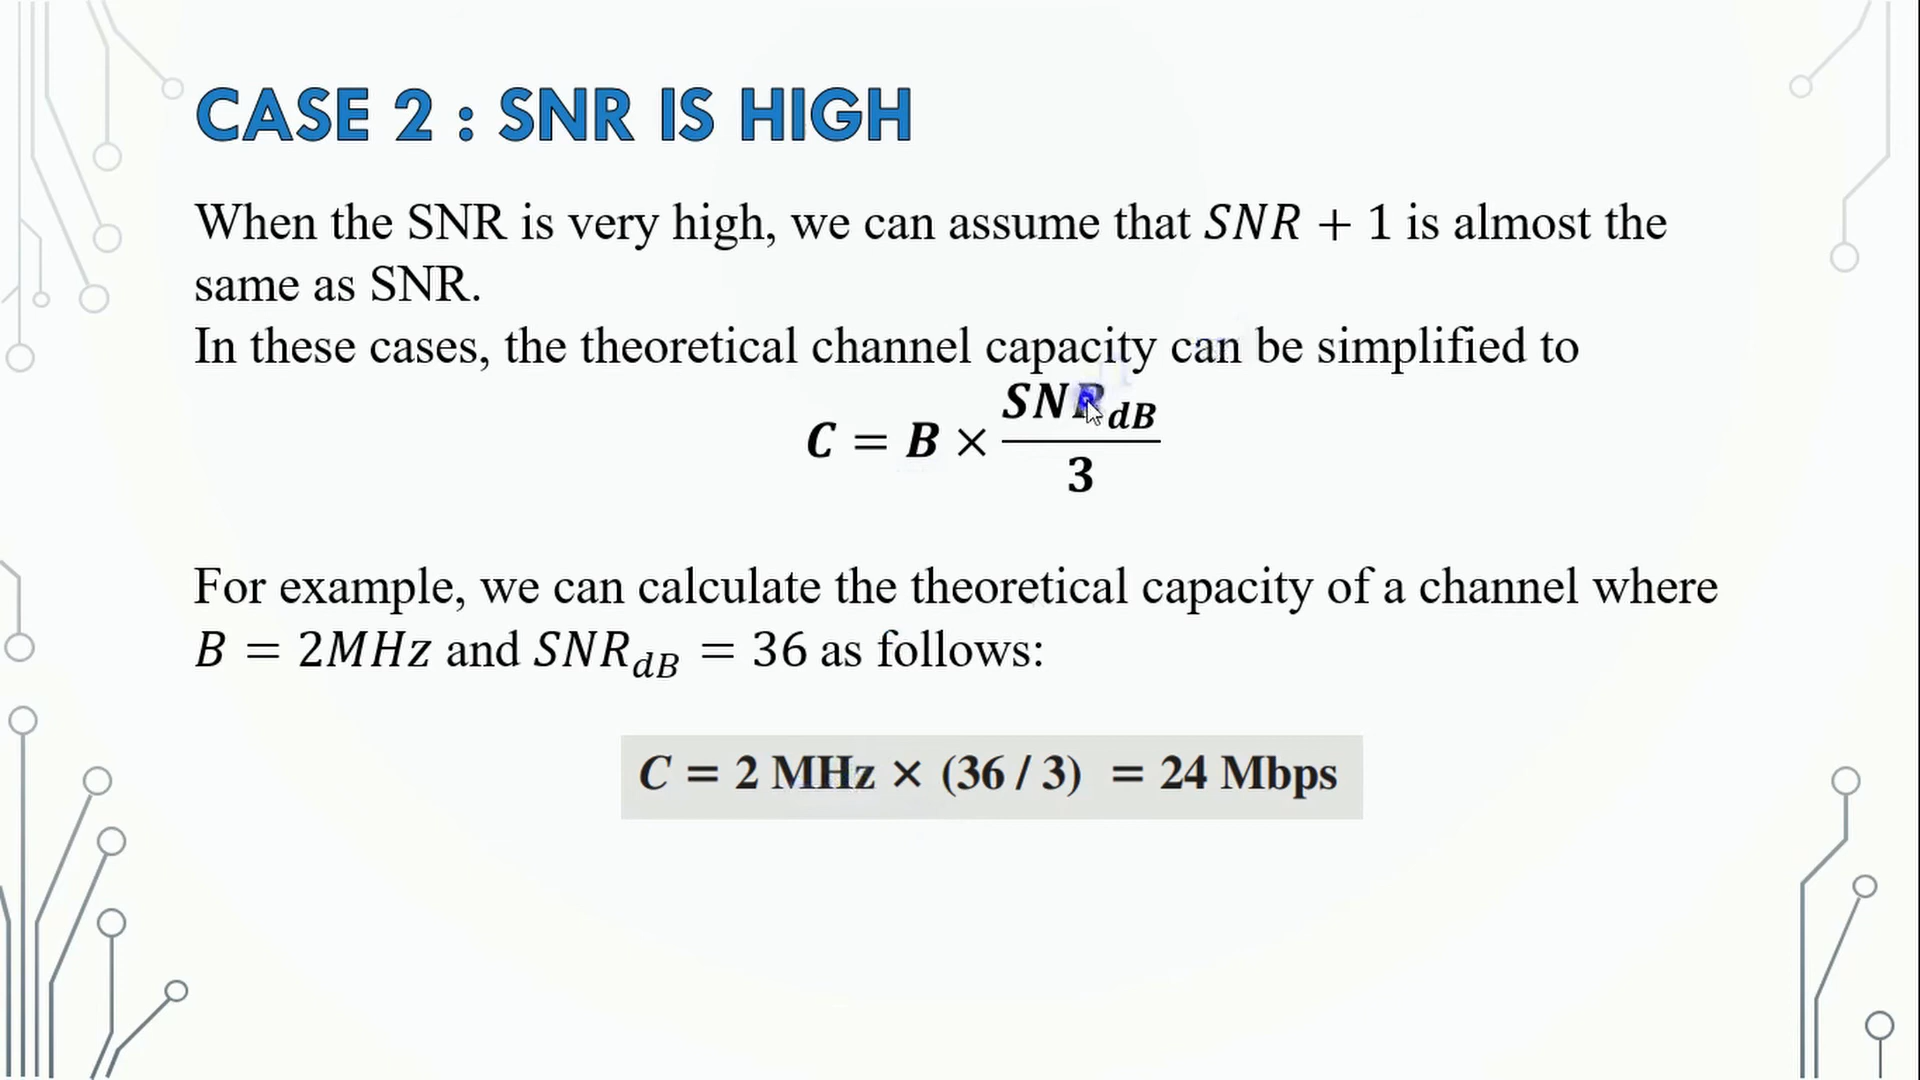 CASE 2 : SNR IS HIGH
When the SNR is very high, we can assume that SNR + 1 is almost the
same as SNR.
In these cases, the theoretical channel capacity can be simplified to
C = B × SNR_dB / 3
For example, we can calculate the theoretical capacity of a channel where
B = 2MHz and SNR_dB = 36 as follows:
C = 2 MHz × (36 / 3) = 24 Mbps